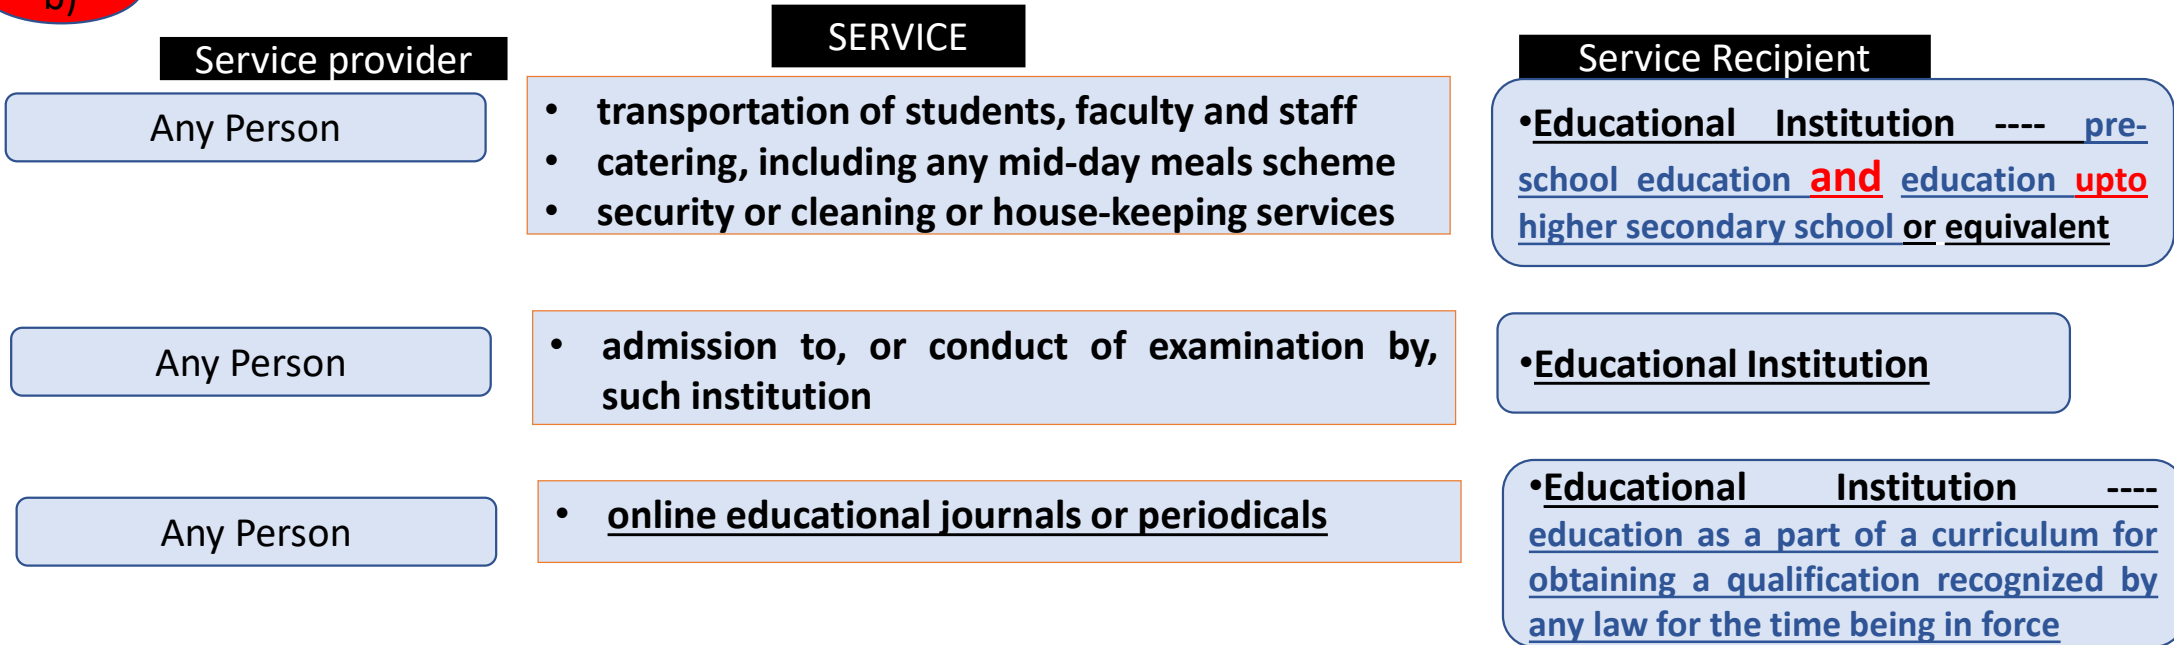 b)
SERVICE
Service provider
Service Recipient
Any Person
• transportation of students, faculty and staff
• catering, including any mid-day meals scheme
• security or cleaning or house-keeping services
•Educational Institution ---- pre-
school education and education upto
higher secondary school or equivalent
Any Person
• admission to, or conduct of examination by,
such institution
•Educational Institution
Any Person
• online educational journals or periodicals
•Educational Institution ----
education as a part of a curriculum for
obtaining a qualification recognized by
any law for the time being in force